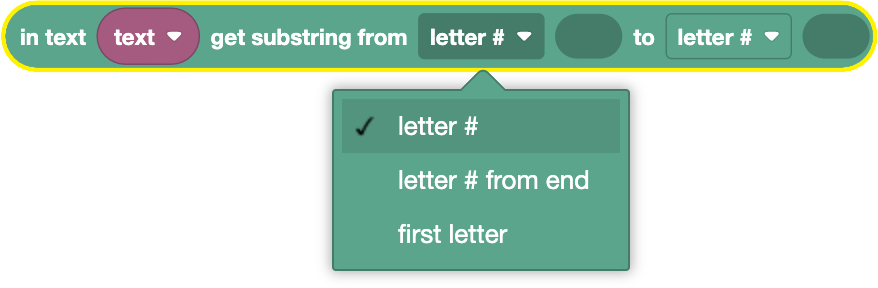 in text text get substring from letter # to letter #
letter #
letter # from end
first letter